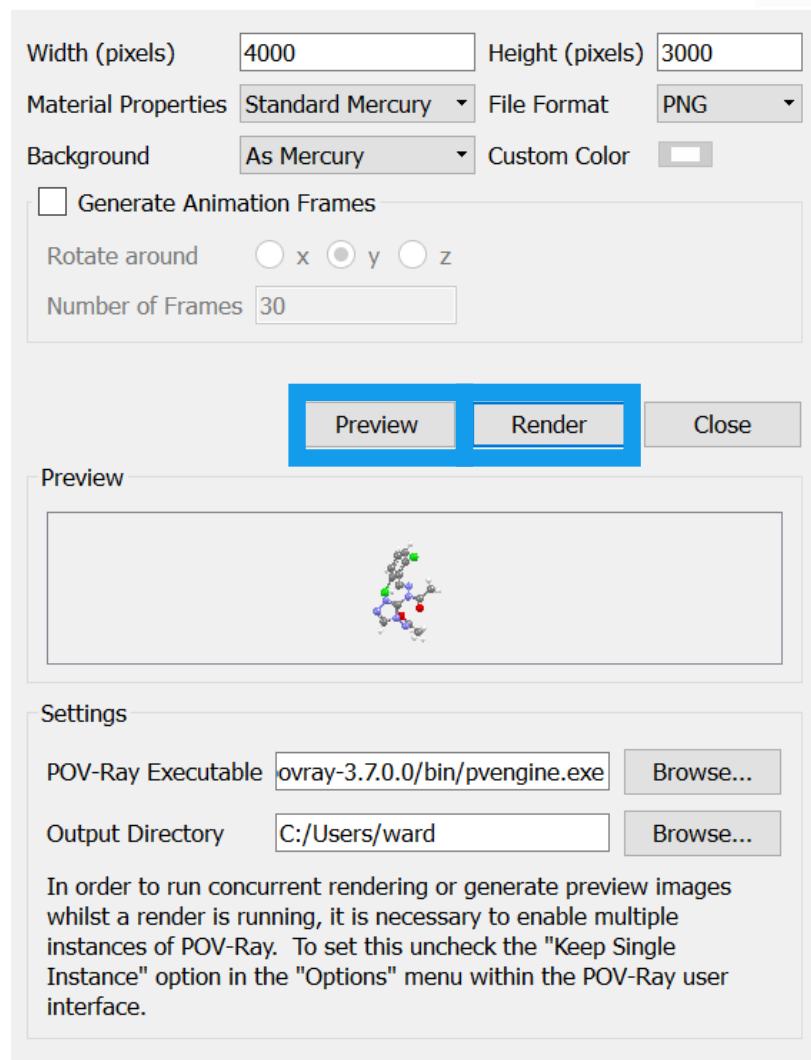 Width (pixels) 4000 Height (pixels) 3000
Material Properties Standard Mercury File Format PNG
Background As Mercury Custom Color
Generate Animation Frames
Rotate around x y z
Number of Frames 30
Preview Render Close
Preview
Settings
POV-Ray Executable ovray-3.7.0.0/bin/pvengine.exe Browse...
Output Directory C:/Users/ward Browse...
In order to run concurrent rendering or generate preview images
whilst a render is running, it is necessary to enable multiple
instances of POV-Ray. To set this uncheck the "Keep Single
Instance" option in the "Options" menu within the POV-Ray user
interface.